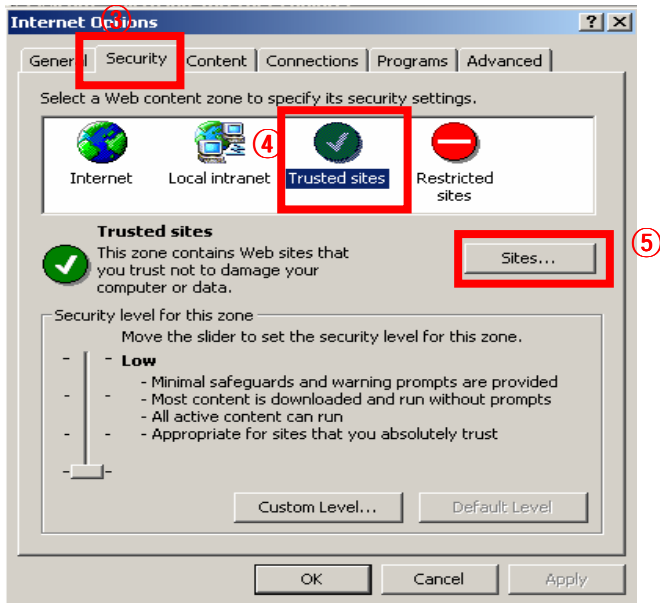 ③
Internet Options
General Security Content Connections Programs Advanced
Select a Web content zone to specify its security settings.
④
Internet Local intranet Trusted sites Restricted sites
Trusted sites
This zone contains Web sites that
you trust not to damage your
computer or data.
Sites...
⑤
Security level for this zone
Move the slider to set the security level for this zone.
Low
- Minimal safeguards and warning prompts are provided
- Most content is downloaded and run without prompts
- All active content can run
- Appropriate for sites that you absolutely trust
Custom Level... Default Level
OK Cancel Apply